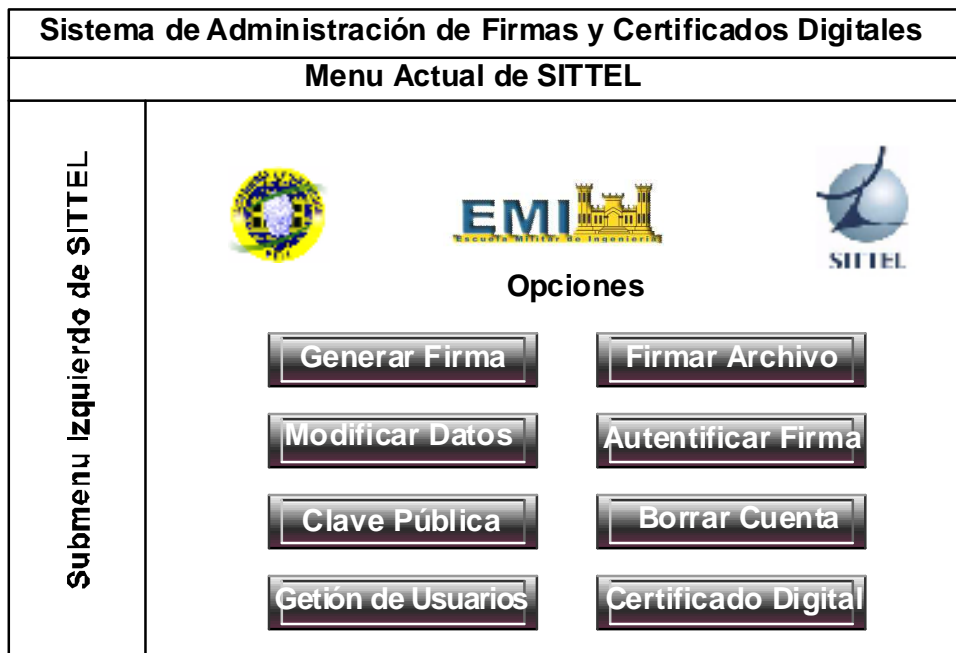 Sistema de Administración de Firmas y Certificados Digitales
Menu Actual de SITTEL
Submenu Izquierdo de SITTEL
EMI
Escuela Militar de Ingeniería
SITTEL
Opciones
Generar Firma
Firmar Archivo
Modificar Datos
Autentificar Firma
Clave Pública
Borrar Cuenta
Getión de Usuarios
Certificado Digital